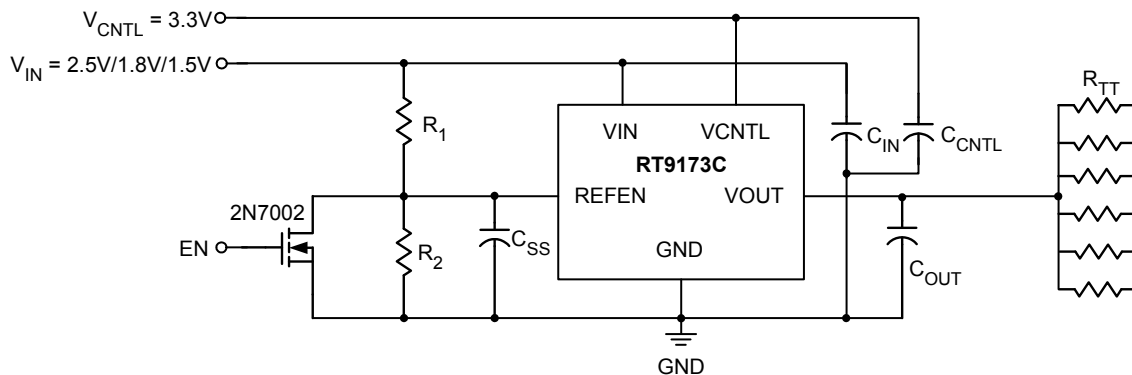 VCNTL = 3.3V
VIN = 2.5V/1.8V/1.5V
RTT
R1
VIN
VCNTL
CIN
CCNTL
RT9173C
REFEN
VOUT
2N7002
EN
R2
CSS
GND
COUT
GND